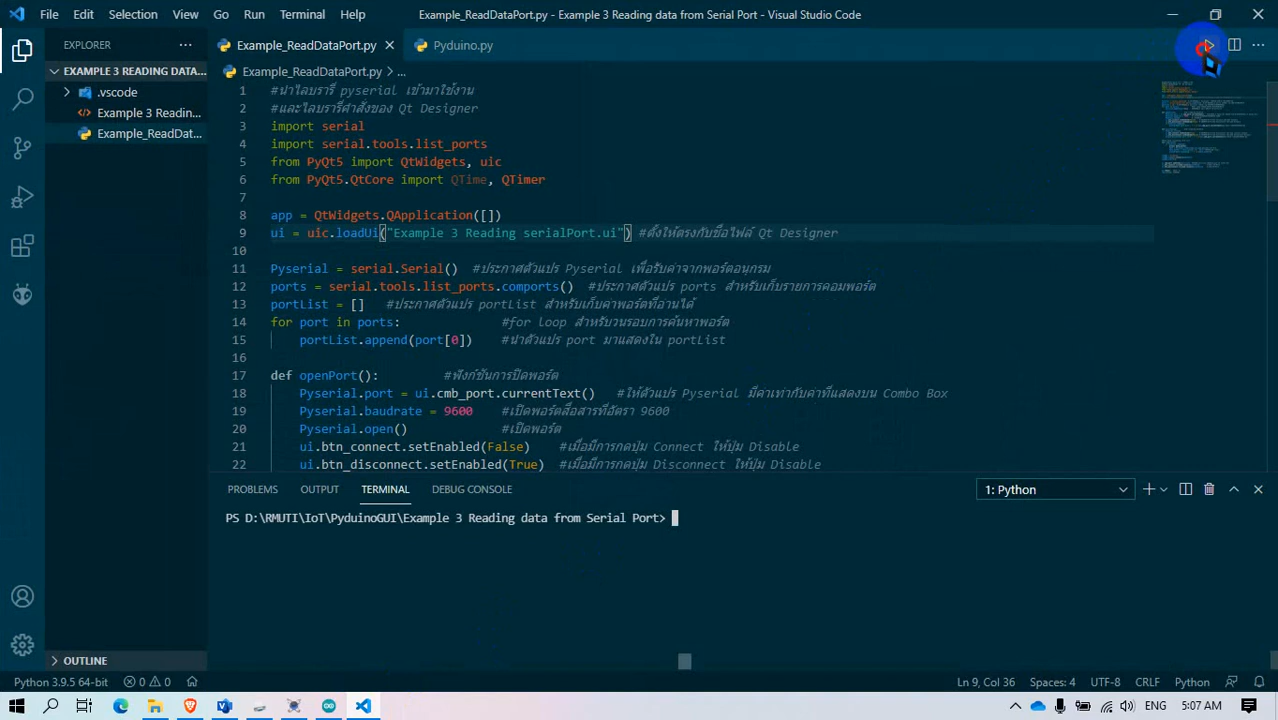 File Edit Selection View Go Run Terminal Help Example_ReadDataPort.py - Example 3 Reading data from Serial Port - Visual Studio Code
EXPLORER ···
Example_ReadDataPort.py × Pyduino.py
EXAMPLE 3 READING DATA...
.vscode
Example 3 Readin...
Example_ReadDat...
Example_ReadDataPort.py > ...
1 #นำไลบรารี่ pyserial เข้ามาใช้งาน
2 #และไลบรารี่คำสั่งของ Qt Designer
3 import serial
4 import serial.tools.list_ports
5 from PyQt5 import QtWidgets, uic
6 from PyQt5.QtCore import QTime, QTimer
7
8 app = QtWidgets.QApplication([])
9 ui = uic.loadUi("Example 3 Reading serialPort.ui") #ตั้งให้ตรงกับชื่อไฟล์ Qt Designer
10
11 Pyserial = serial.Serial() #ประกาศตัวแปร Pyserial เพื่อรับค่าจากพอร์ตอนุกรม
12 ports = serial.tools.list_ports.comports() #ประกาศตัวแปร ports สำหรับเก็บรายการคอมพอร์ต
13 portList = [] #ประกาศตัวแปร portList สำหรับเก็บค่าพอร์ตที่อ่านได้
14 for port in ports: #for loop สำหรับวนรอบการค้นหาพอร์ต
15 portList.append(port[0]) #นำตัวแปร port มาแสดงใน portList
16
17 def openPort(): #ฟังก์ชันการปิดพอร์ต
18 Pyserial.port = ui.cmb_port.currentText() #ให้ตัวแปร Pyserial มีค่าเท่ากับค่าที่แสดงบน Combo Box
19 Pyserial.baudrate = 9600 #เปิดพอร์ตสื่อสารที่อัตรา 9600
20 Pyserial.open() #เปิดพอร์ต
21 ui.btn_connect.setEnabled(False) #เมื่อมีการกดปุ่ม Connect ให้ปุ่ม Disable
22 ui.btn_disconnect.setEnabled(True) #เมื่อมีการกดปุ่ม Disconnect ให้ปุ่ม Disable
PROBLEMS OUTPUT TERMINAL DEBUG CONSOLE 1: Python
PS D:\RMUTI\IoT\PyduinoGUI\Example 3 Reading data from Serial Port>
OUTLINE
Python 3.9.5 64-bit 0 0 Ln 9, Col 36 Spaces: 4 UTF-8 CRLF Python
5:07 AM